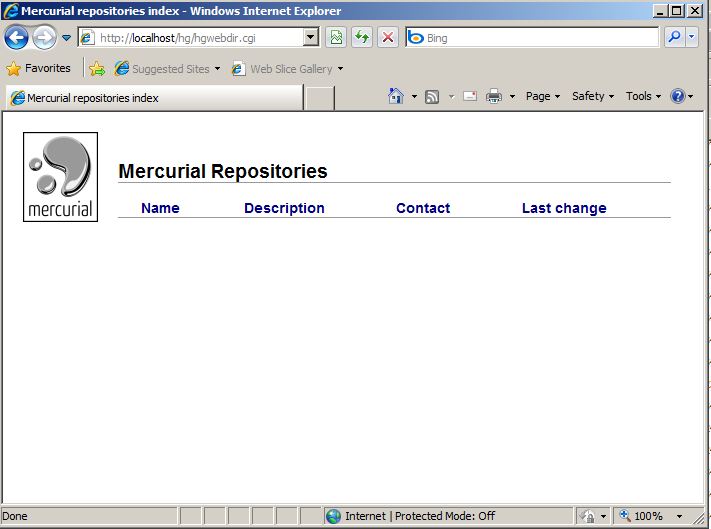 Mercurial repositories index - Windows Internet Explorer
http://localhost/hg/hgwebdir.cgi
Bing
Favorites Suggested Sites Web Slice Gallery
Mercurial repositories index Page Safety Tools
mercurial
Mercurial Repositories
Name Description Contact Last change
Done Internet | Protected Mode: Off 100%